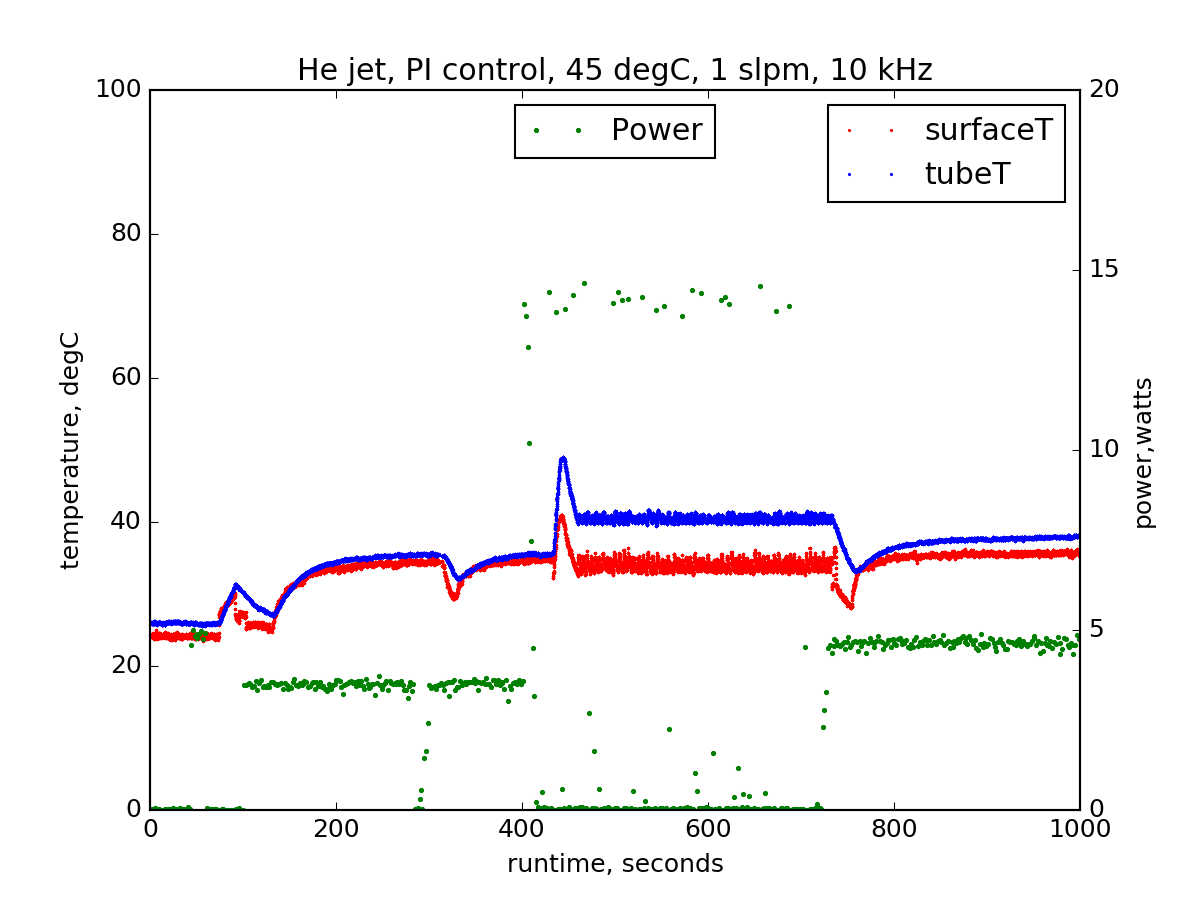 He jet, PI control, 45 degC, 1 slpm, 10 kHz
Power
surfaceT
tubeT
100
80
60
40
20
0
temperature, degC
20
15
10
5
0
power,watts
0 200 400 600 800 1000
runtime, seconds